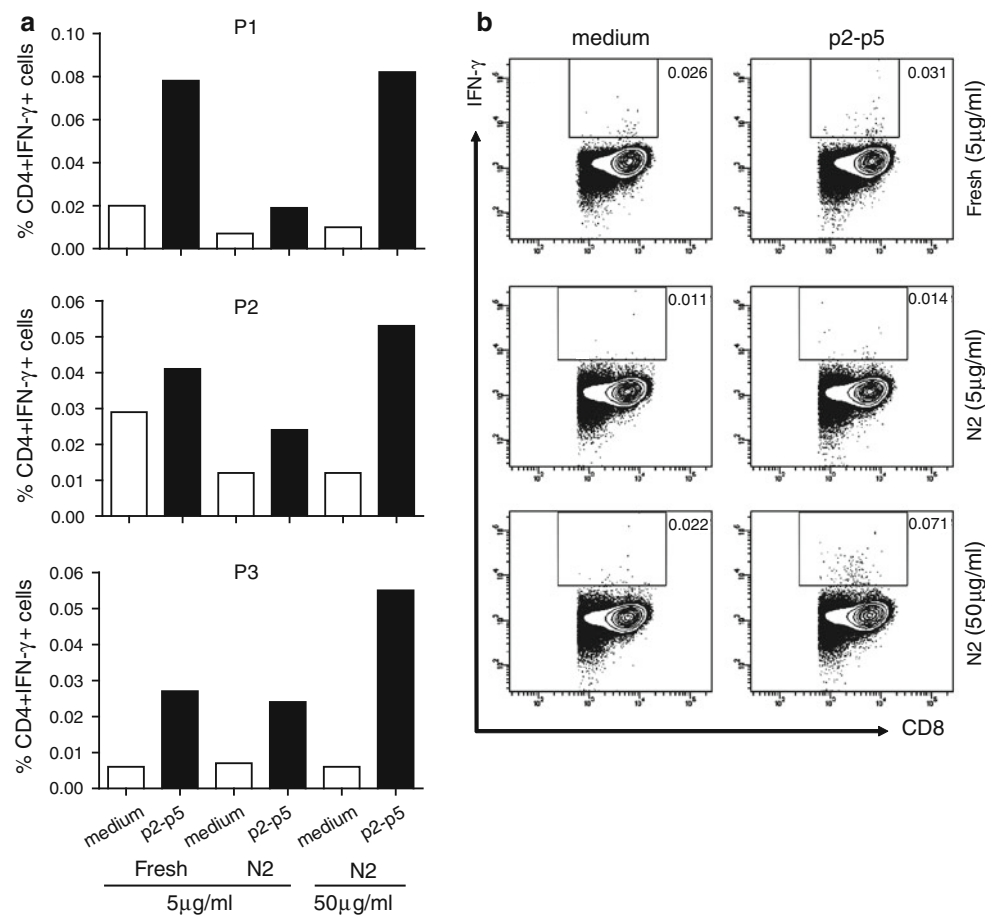 a
P1
% CD4+IFN-γ+ cells
0.10
0.08
0.06
0.04
0.02
0.00
P2
% CD4+IFN-γ+ cells
0.06
0.05
0.04
0.03
0.02
0.01
0.00
P3
% CD4+IFN-γ+ cells
0.06
0.05
0.04
0.03
0.02
0.01
0.00
medium p2-p5 medium p2-p5 medium p2-p5
Fresh N2 N2
5μg/ml 50μg/ml
b
medium p2-p5
IFN-γ
0.026 0.031
Fresh (5μg/ml)
0.011 0.014
N2 (5μg/ml)
0.022 0.071
N2 (50μg/ml)
CD8